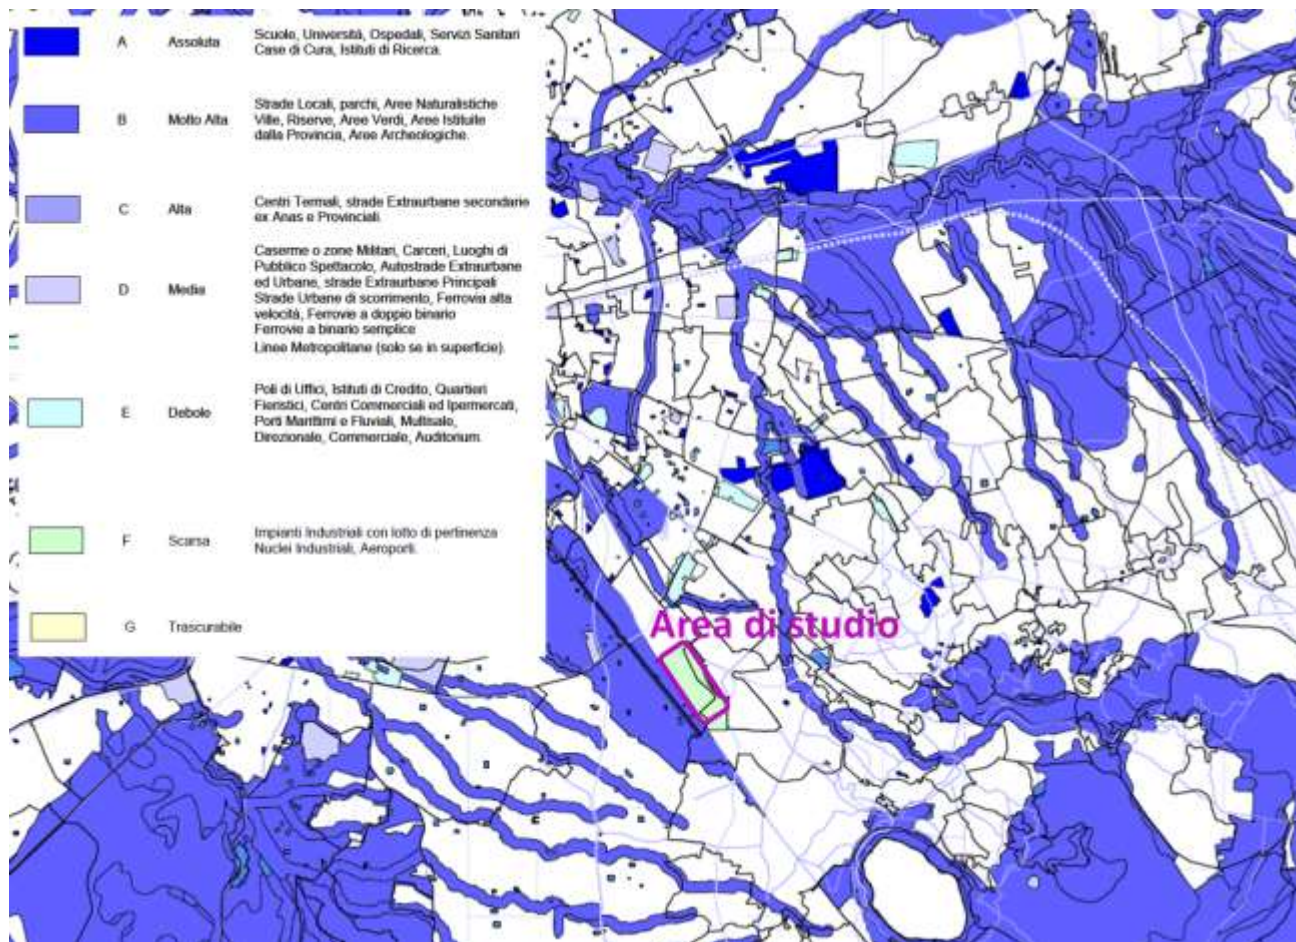 A Assoluta
Scuole, Università, Ospedali, Servizi Sanitari
Case di Cura, Istituti di Ricerca.
B Molto Alta
Strade Locali, parchi, Aree Naturalistiche
Ville, Riserve, Aree Verdi, Aree Istituite
dalla Provincia, Aree Archeologiche.
C Alta
Centri Termali, strade Extraurbane secondarie
ex Anas e Provinciali.
D Media
Caserme o zone Militari, Carceri, Luoghi di
Pubblico Spettacolo, Autostrade Extraurbane
ed Urbane, strade Extraurbane Principali
Strade Urbane di scorrimento, Ferrovia alta
velocità, Ferrovie a doppio binario
Ferrovie a binario semplice
Linee Metropolitane (solo se in superficie).
E Debole
Poli di Uffici, Istituti di Credito, Quartieri
Fieristici, Centri Commerciali ed Ipermercati,
Porti Marittimi e Fluviali, Multisale,
Direzionale, Commerciale, Auditorium.
F Scarsa
Impianti Industriali con lotto di pertinenza
Nuclei Industriali, Aeroporti.
G Trascurabile
Area di studio